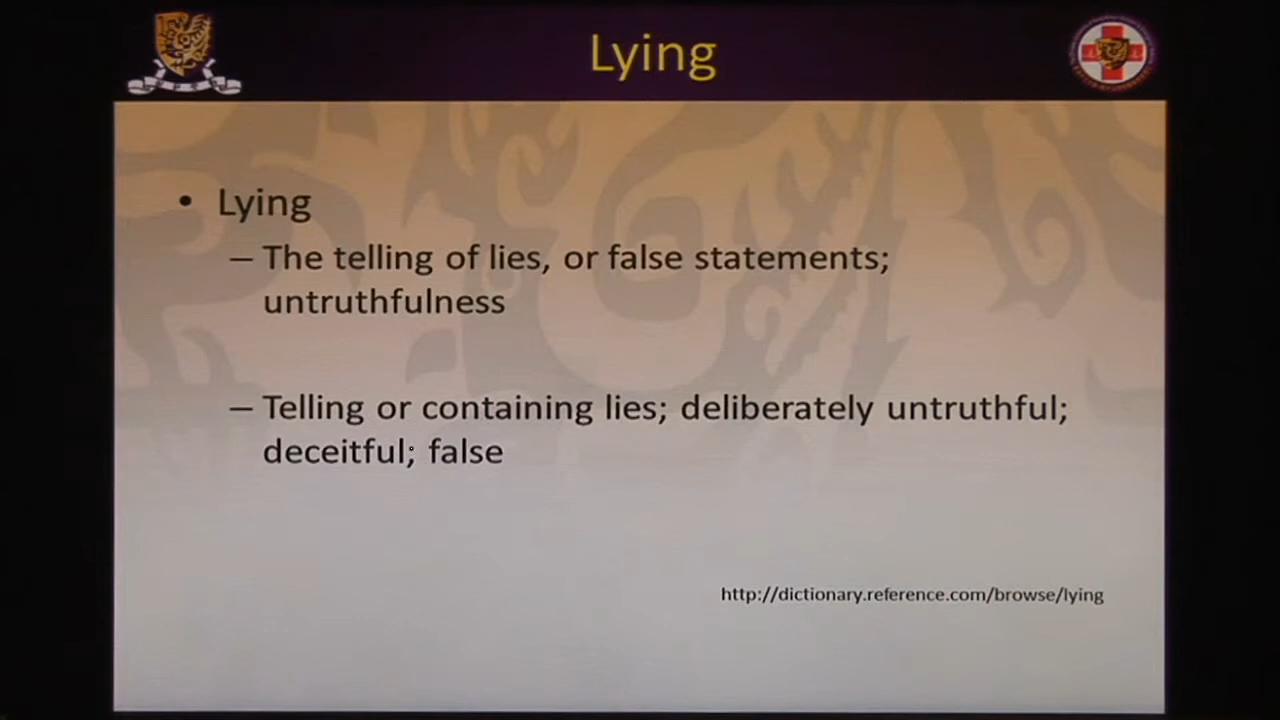 Lying
• Lying
– The telling of lies, or false statements;
untruthfulness
– Telling or containing lies; deliberately untruthful;
deceitful; false
http://dictionary.reference.com/browse/lying